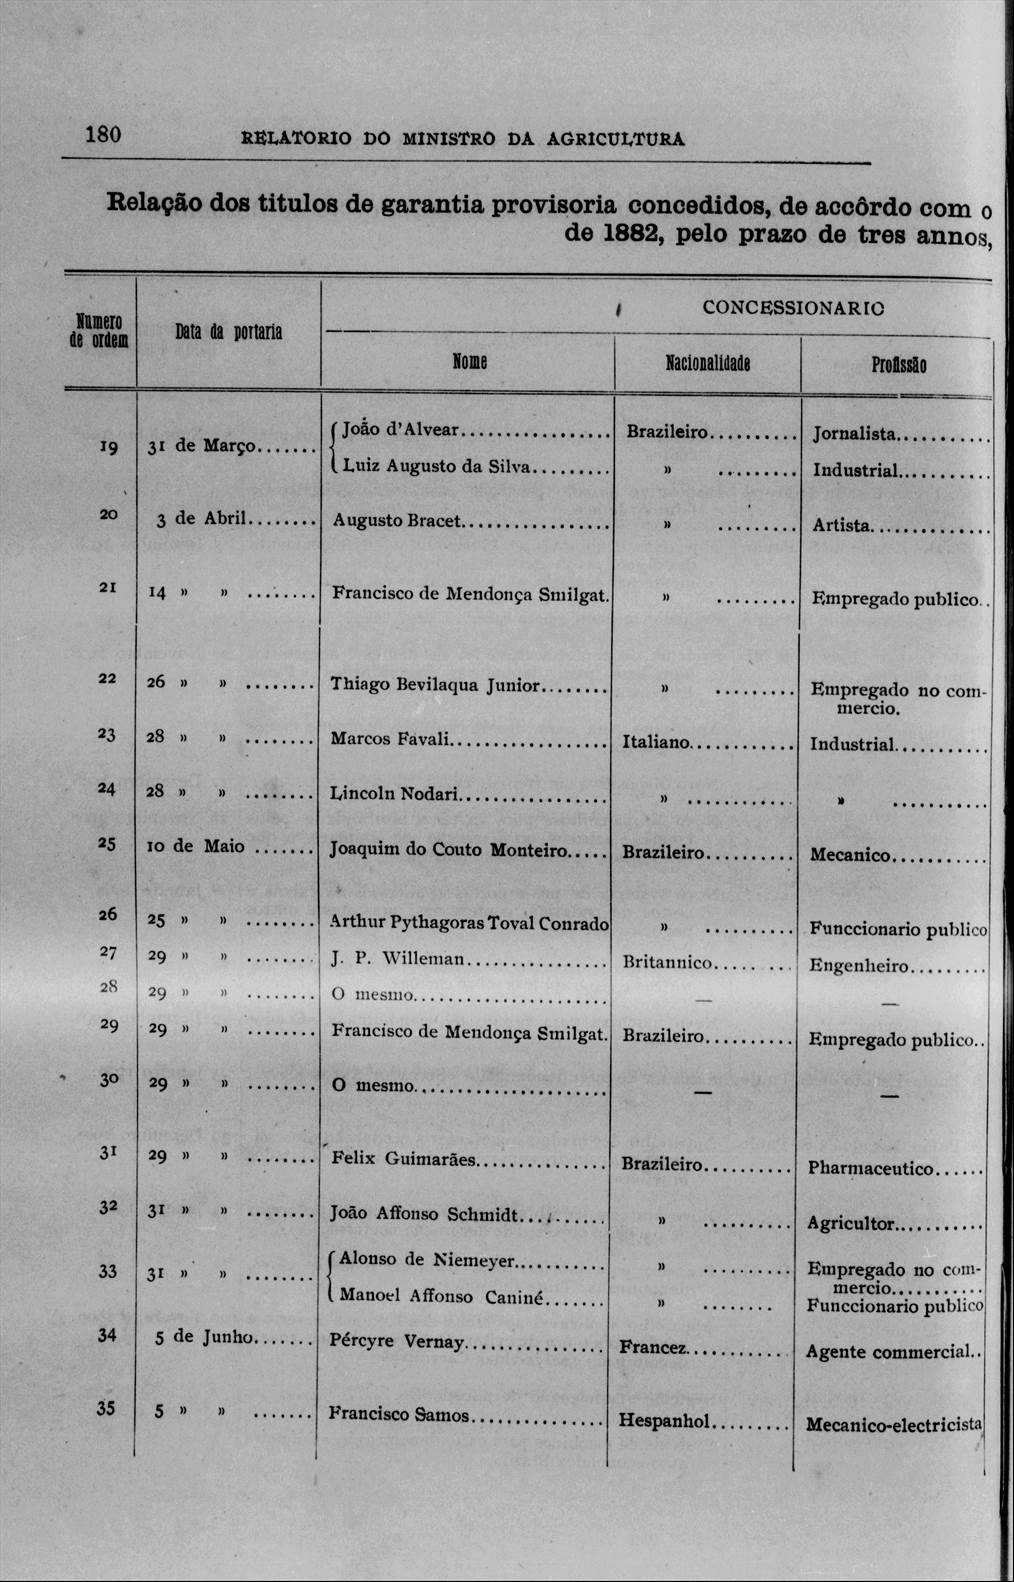 180 RELATORIO DO MINISTRO DA AGRICULTURA
Relação dos titulos de garantia provisoria concedidos, de accôrdo com o
de 1882, pelo prazo de tres annos,
Numero de ordem Data da portaria CONCESSIONARIO
Nome Nacionalidade Profissão
19 31 de Março....... { João d'Alvear................. Brazileiro.......... Jornalista...........
Luiz Augusto da Silva......... » ......... Industrial...........
20 3 de Abril........ Augusto Bracet................. » ......... Artista..............
21 14 » » ........ Francisco de Mendonça Smilgat. » ......... Empregado publico..
22 26 » » ........ Thiago Bevilaqua Junior........ » ......... Empregado no com-
mercio.
23 28 » » ........ Marcos Favali.................. Italiano............ Industrial...........
24 28 » » ........ Lincoln Nodari................. » ............ » ...........
25 10 de Maio ....... Joaquim do Couto Monteiro..... Brazileiro.......... Mecanico...........
26 25 » » ........ Arthur Pythagoras Toval Conrado » .......... Funccionario publico
27 29 » » ........ J. P. Willeman................ Britannico........ Engenheiro.........
28 29 » » ........ O mesmo...................... — —
29 29 » » ........ Francisco de Mendonça Smilgat. Brazileiro.......... Empregado publico..
30 29 » » ........ O mesmo...................... — —
31 29 » » ........ Felix Guimarães............... Brazileiro.......... Pharmaceutico......
32 31 » » ........ João Affonso Schmidt.......... » .......... Agricultor...........
33 31 » » ........ { Alonso de Niemeyer........... » .......... Empregado no com-
mercio...........
Manoel Affonso Caniné....... » ........ Funccionario publico
34 5 de Junho....... Pércyre Vernay................ Francez............ Agente commercial..
35 5 » » ....... Francisco Samos............... Hespanhol......... Mecanico-electricista